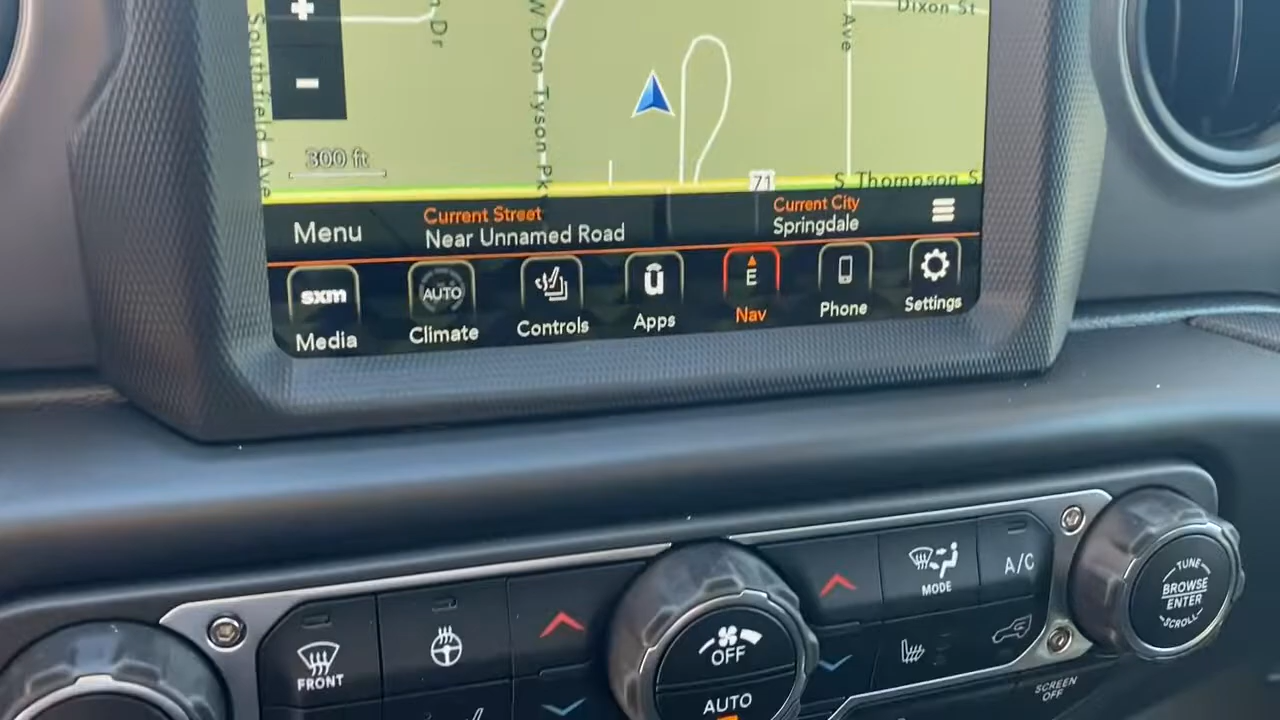 Dixon St
Southfield Ave
Dr
W Don Tyson Pk
Ave
300 ft
71
S Thompson S
Menu
Current Street
Near Unnamed Road
Current City
Springdale
sxm
AUTO
ü
E
Media
Climate
Controls
Apps
Nav
Phone
Settings
MODE
A/C
TUNE
BROWSE
ENTER
SCROLL
FRONT
OFF
AUTO
SCREEN
OFF